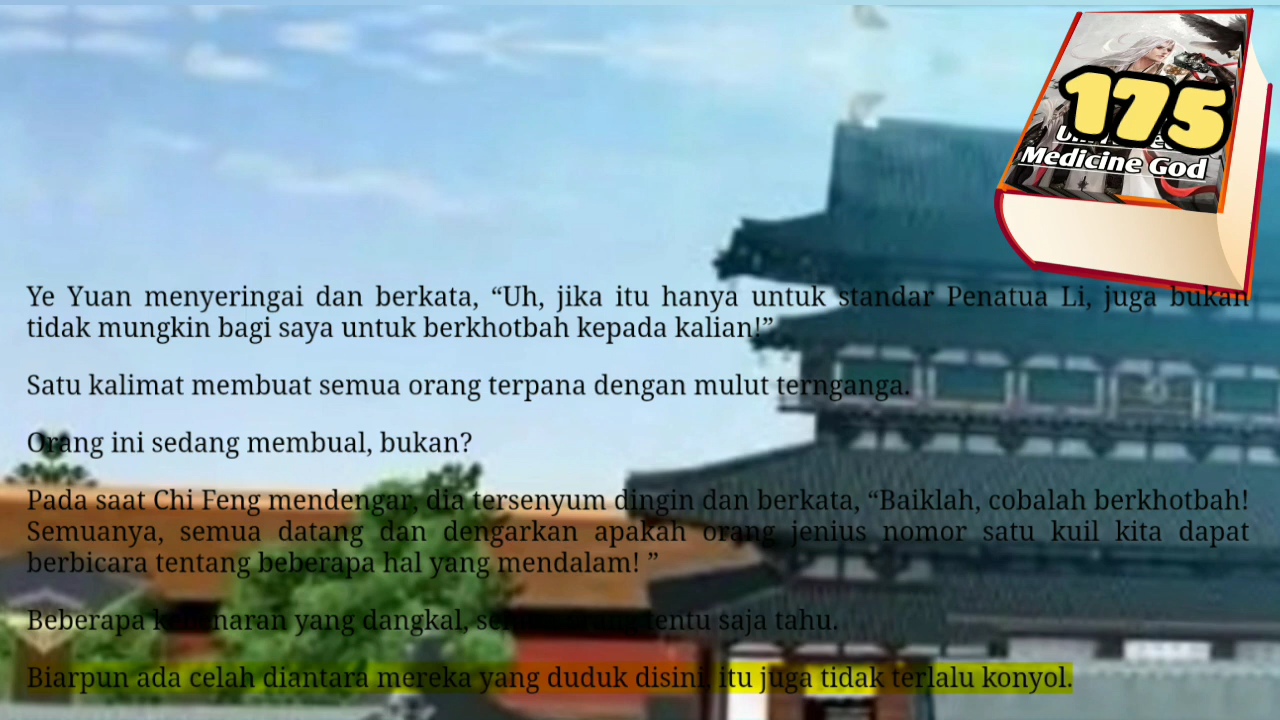 175
Medicine God
Ye Yuan menyeringai dan berkata, “Uh, jika itu hanya untuk standar Penatua Li, juga bukan
tidak mungkin bagi saya untuk berkhotbah kepada kalian!”
Satu kalimat membuat semua orang terpana dengan mulut ternganga.
Orang ini sedang membual, bukan?
Pada saat Chi Feng mendengar, dia tersenyum dingin dan berkata, “Baiklah, cobalah berkhotbah!
Semuanya, semua datang dan dengarkan apakah orang jenius nomor satu kuil kita dapat
berbicara tentang beberapa hal yang mendalam! ”
Beberapa kebenaran yang dangkal, semua orang tentu saja tahu.
Biarpun ada celah diantara mereka yang duduk disini, itu juga tidak terlalu konyol.